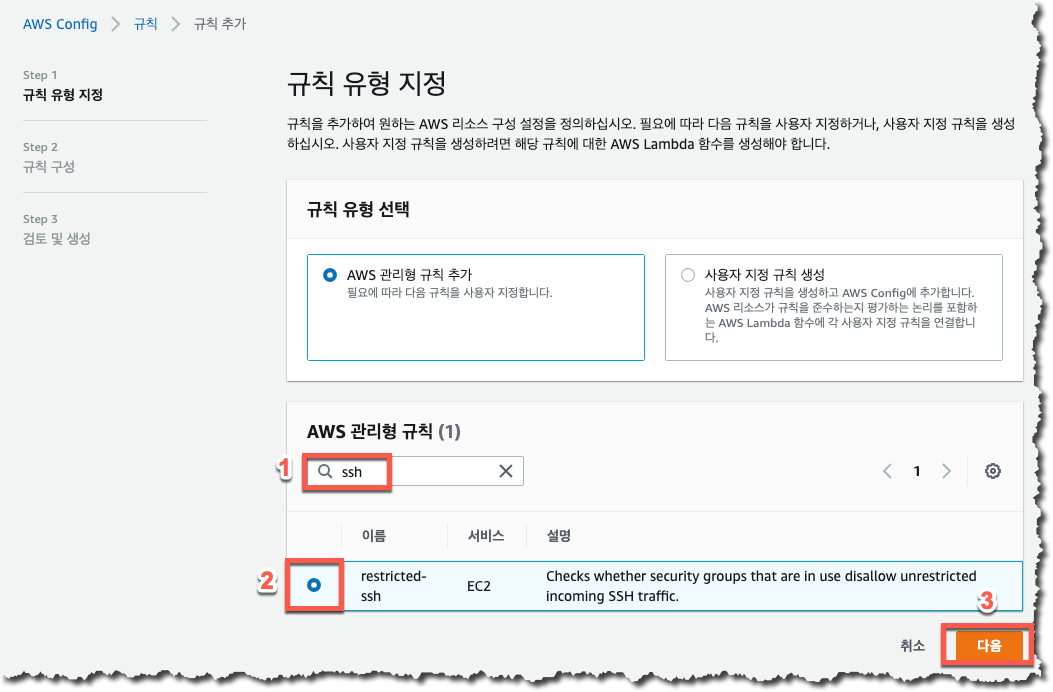 AWS Config > 규칙 > 규칙 추가
Step 1
규칙 유형 지정
Step 2
규칙 구성
Step 3
검토 및 생성
규칙 유형 지정
규칙을 추가하여 원하는 AWS 리소스 구성 설정을 정의하십시오. 필요에 따라 다음 규칙을 사용자 지정하거나, 사용자 지정 규칙을 생성
하십시오. 사용자 지정 규칙을 생성하려면 해당 규칙에 대한 AWS Lambda 함수를 생성해야 합니다.
규칙 유형 선택
AWS 관리형 규칙 추가
필요에 따라 다음 규칙을 사용자 지정합니다.
사용자 지정 규칙 생성
사용자 지정 규칙을 생성하고 AWS Config에 추가합니다.
AWS 리소스가 규칙을 준수하는지 평가하는 논리를 포함하
는 AWS Lambda 함수에 각 사용자 지정 규칙을 연결합니
다.
AWS 관리형 규칙 (1)
1
ssh
1
이름 서비스 설명
2
restricted-
ssh
EC2
Checks whether security groups that are in use disallow unrestricted
incoming SSH traffic.
3
취소 다음